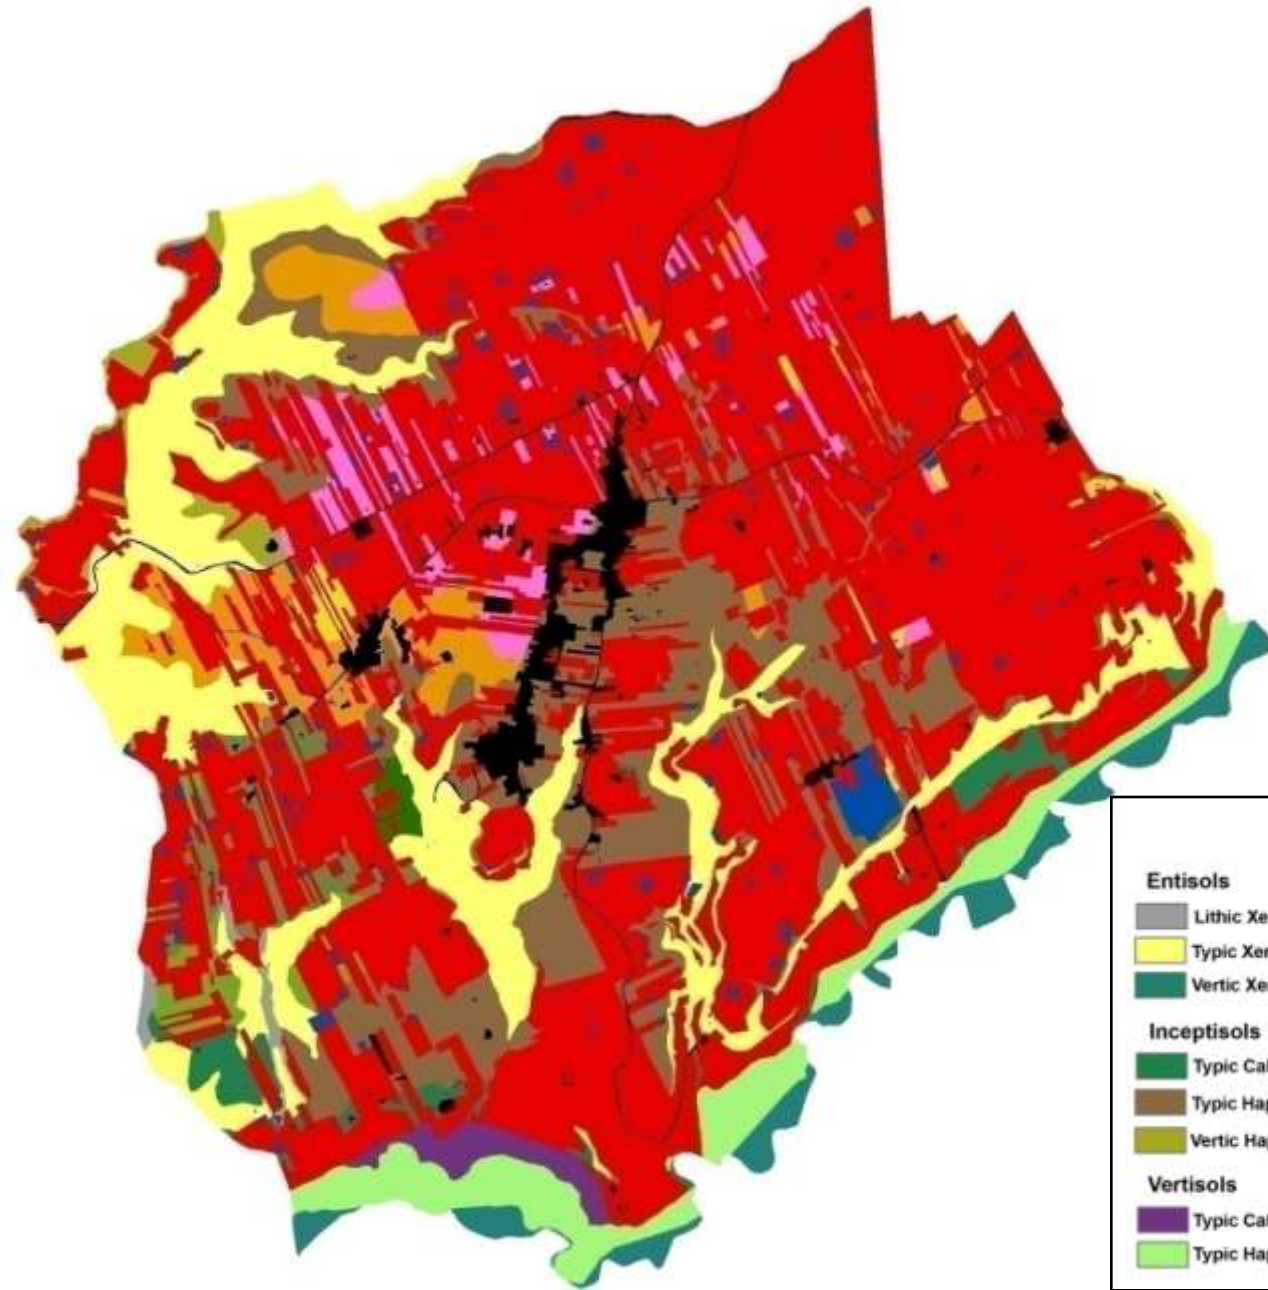 Entisols
Lithic Xe
Typic Xer
Vertic Xe
Inceptisols
Typic Cal
Typic Hap
Vertic Hap
Vertisols
Typic Cal
Typic Hap